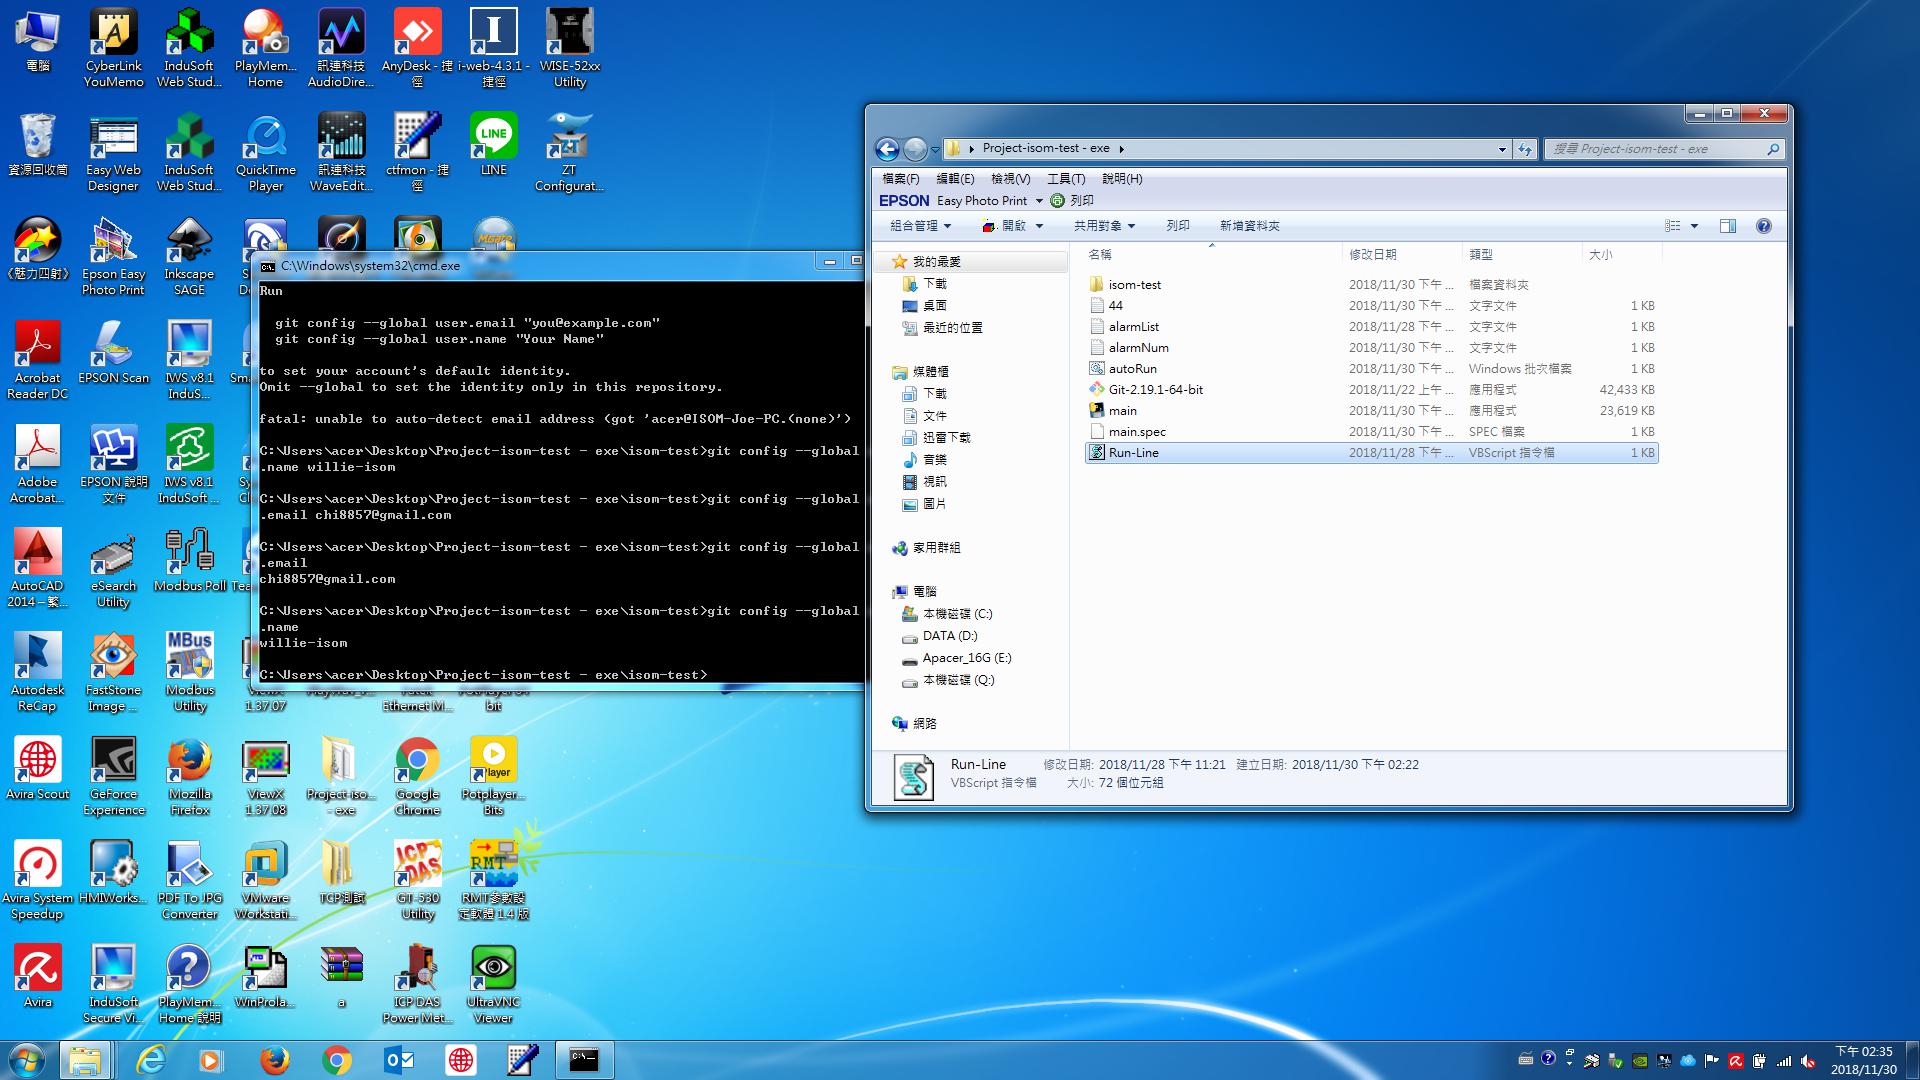 電腦
CyberLink
YouMemo
InduSoft
Web Stud...
PlayMem...
Home
訊連科技
AudioDire...
AnyDesk - 捷
徑
i-web-4.3.1 -
捷徑
WISE-52xx
Utility
資源回收筒
Easy Web
Designer
InduSoft
Web Stud...
QuickTime
Player
訊連科技
WaveEdit...
ctfmon - 捷
徑
LINE
ZT
Configurat...
《魅力四射》
Epson Easy
Photo Print
Inkscape
SAGE
Acrobat
Reader DC
EPSON Scan
IWS v8.1
InduS...
Adobe
Acrobat...
EPSON 說明
文件
IWS v8.1
InduSoft ...
AutoCAD
2014 – 繁...
eSearch
Utility
Modbus Poll
Autodesk
ReCap
FastStone
Image ...
MBus
Modbus
Utility
ViewX
1.37.07
Ethernet M...
bit
Avira Scout
GeForce
Experience
Mozilla
Firefox
ViewX
1.37.08
Project-iso...
- exe
Google
Chrome
Player
Potplayer...
Bits
Avira System
Speedup
HMIWorks...
PDF To JPG
Converter
VMware
Workstati...
TCP測試
ICP
DAS
GT-530
Utility
RMT
RMT參數設
定軟體 1.4 版
Avira
InduSoft
Secure Vi...
PlayMem...
Home 說明
WinProla...
a
ICP DAS
Power Met...
UltraVNC
Viewer
C:\Windows\system32\cmd.exe
Run
git config --global user.email "you@example.com"
git config --global user.name "Your Name"
to set your account's default identity.
Omit --global to set the identity only in this repository.
fatal: unable to auto-detect email address (got 'acer@ISOM-Joe-PC.(none)')
C:\Users\acer\Desktop\Project-isom-test - exe\isom-test>git config --global
.name willie-isom
C:\Users\acer\Desktop\Project-isom-test - exe\isom-test>git config --global
.email chi8857@gmail.com
C:\Users\acer\Desktop\Project-isom-test - exe\isom-test>git config --global
.email
chi8857@gmail.com
C:\Users\acer\Desktop\Project-isom-test - exe\isom-test>git config --global
.name
willie-isom
C:\Users\acer\Desktop\Project-isom-test - exe\isom-test>
Project-isom-test - exe
搜尋 Project-isom-test - exe
檔案(F) 編輯(E) 檢視(V) 工具(T) 說明(H)
EPSON Easy Photo Print 列印
組合管理 開啟 共用對象 列印 新增資料夾
我的最愛
下載
桌面
最近的位置
媒體櫃
下載
文件
迅雷下載
音樂
視訊
圖片
家用群組
電腦
本機磁碟 (C:)
DATA (D:)
Apacer_16G (E:)
本機磁碟 (Q:)
網路
名稱 修改日期 類型 大小
isom-test 2018/11/30 下午 ... 檔案資料夾
44 2018/11/30 下午 ... 文字文件 1 KB
alarmList 2018/11/28 下午 ... 文字文件 1 KB
alarmNum 2018/11/30 下午 ... 文字文件 1 KB
autoRun 2018/11/30 下午 ... Windows 批次檔案 1 KB
Git-2.19.1-64-bit 2018/11/22 上午 ... 應用程式 42,433 KB
main 2018/11/30 下午 ... 應用程式 23,619 KB
main.spec 2018/11/30 下午 ... SPEC 檔案 1 KB
Run-Line 2018/11/28 下午 ... VBScript 指令檔 1 KB
Run-Line 修改日期: 2018/11/28 下午 11:21 建立日期: 2018/11/30 下午 02:22
VBScript 指令檔 大小: 72 個位元組
下午 02:35
2018/11/30